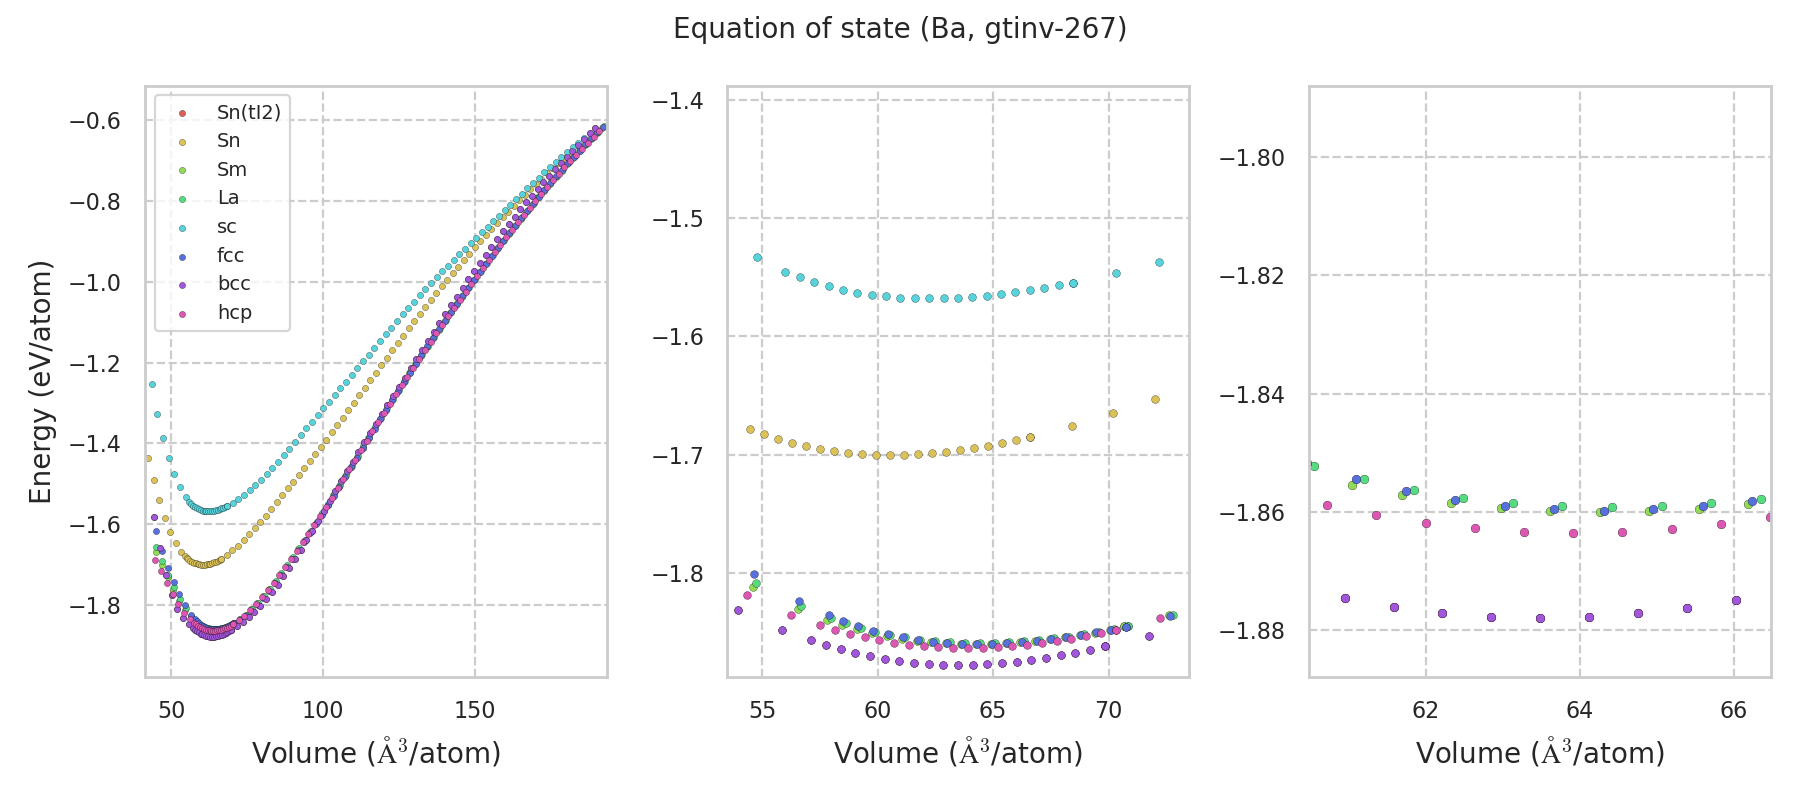 Equation of state (Ba, gtinv-267)
Energy (eV/atom)
−0.6
−0.8
−1.0
−1.2
−1.4
−1.6
−1.8
Sn(tI2)
Sn
Sm
La
sc
fcc
bcc
hcp
50 100 150
Volume (Å³/atom)
−1.4
−1.5
−1.6
−1.7
−1.8
55 60 65 70
Volume (Å³/atom)
−1.80
−1.82
−1.84
−1.86
−1.88
62 64 66
Volume (Å³/atom)